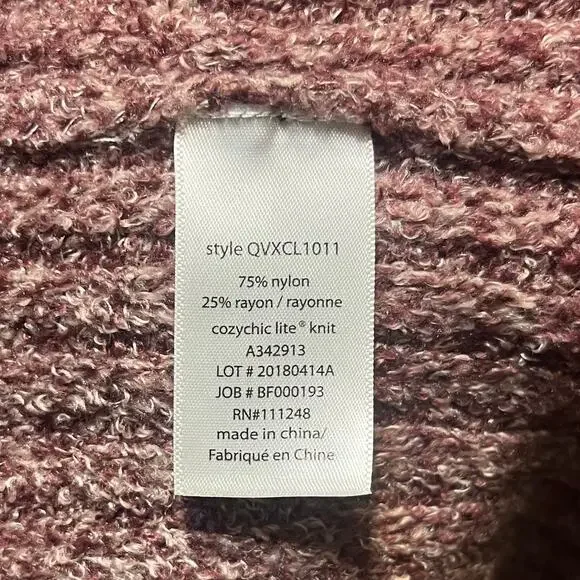 style QVXCL1011
75% nylon
25% rayon / rayonne
cozychic lite® knit
A342913
LOT # 20180414A
JOB # BF000193
RN#111248
made in china/
Fabriqué en Chine